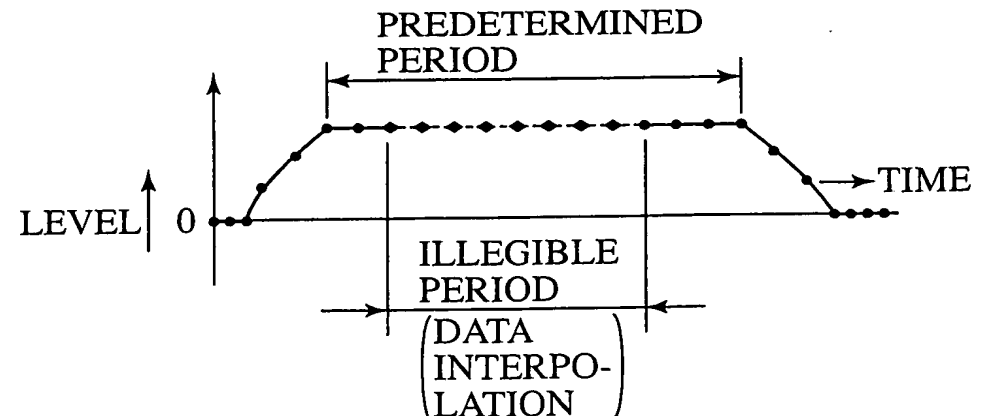 PREDETERMINED
PERIOD
TIME
LEVEL
0
ILLEGIBLE
PERIOD
(DATA
INTERPO-
LATION)